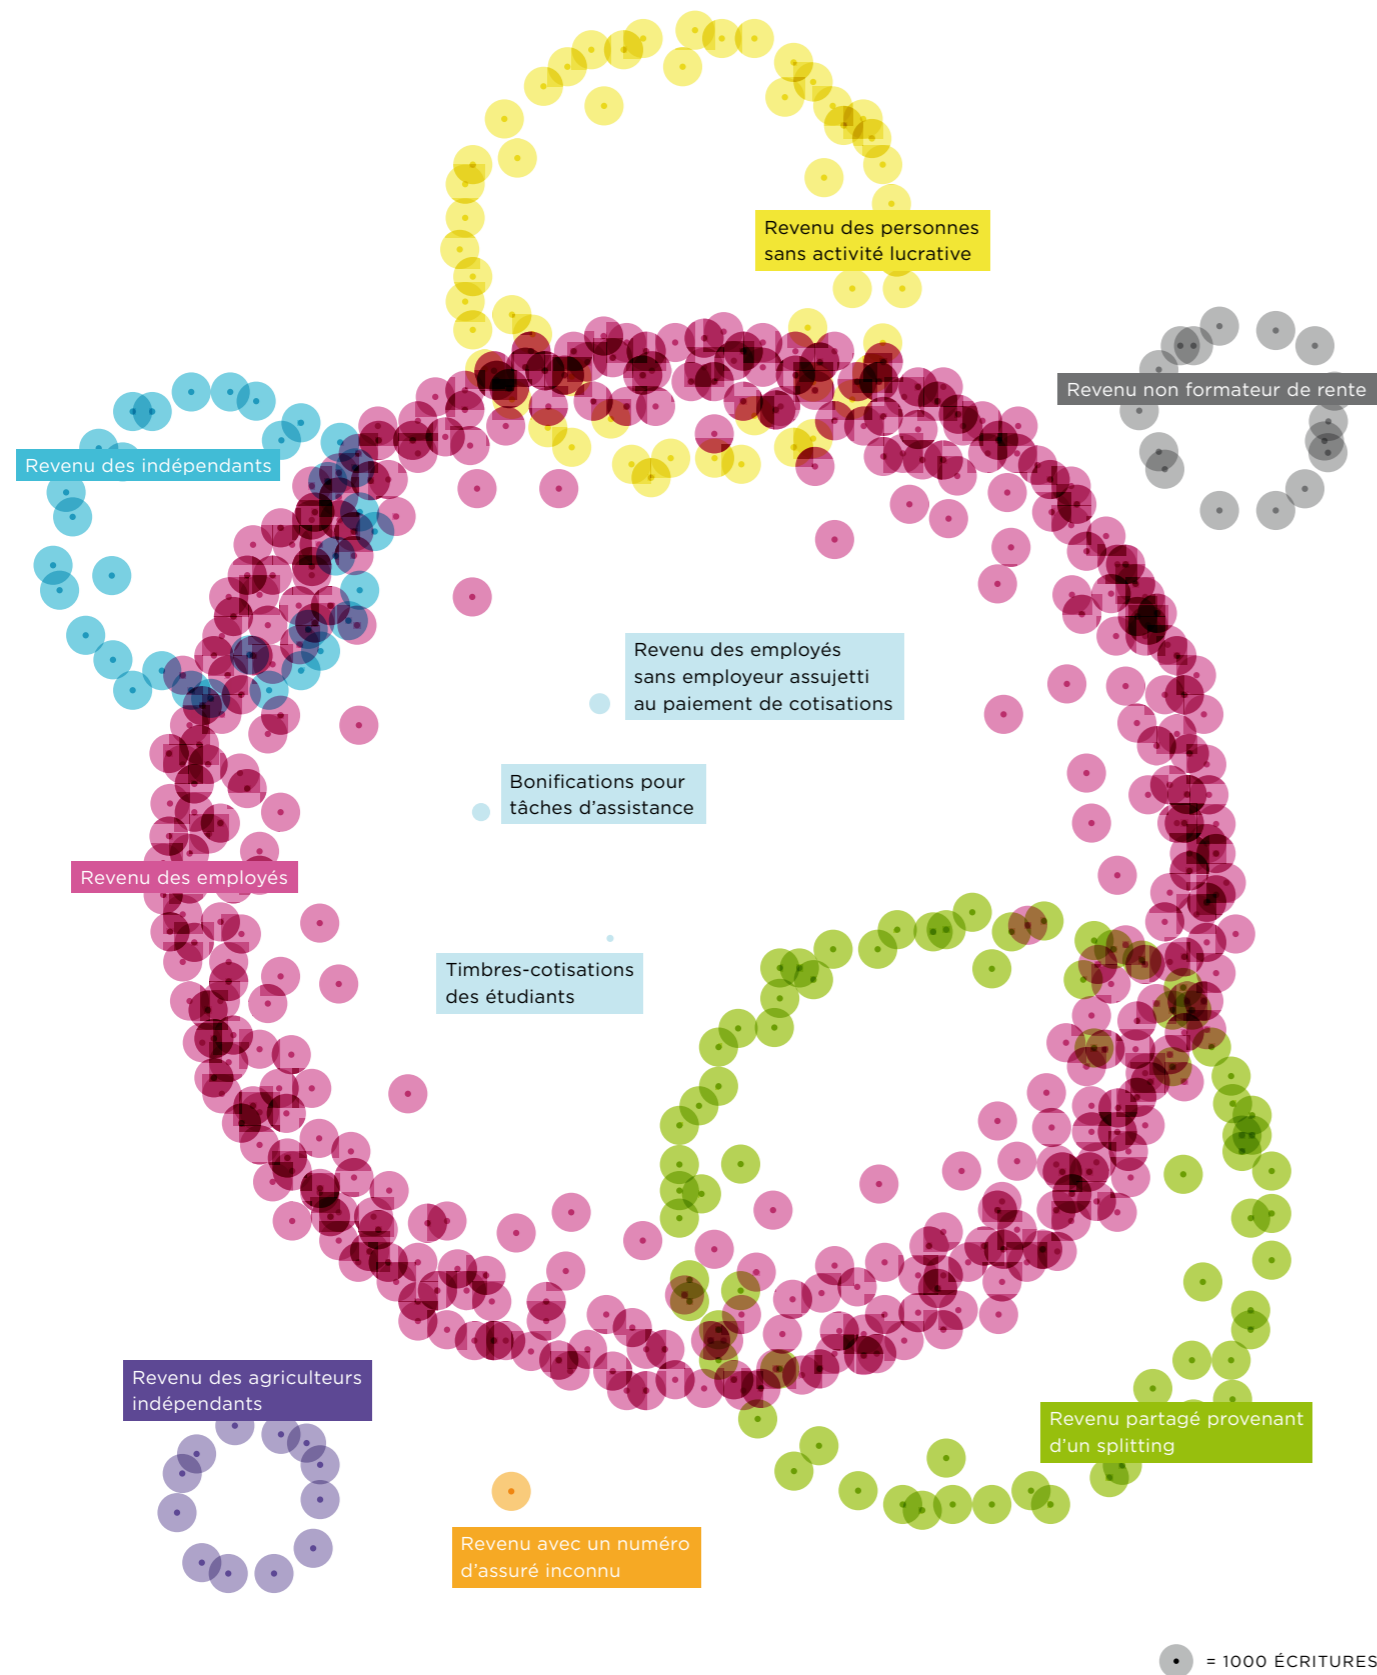 Revenu des personnes
sans activité lucrative
Revenu non formateur de rente
Revenu des indépendants
Revenu des employés
sans employeur assujetti
au paiement de cotisations
Bonifications pour
tâches d’assistance
Revenu des employés
Timbres-cotisations
des étudiants
Revenu des agriculteurs
indépendants
Revenu partagé provenant
d’un splitting
Revenu avec un numéro
d’assuré inconnu
= 1000 ÉCRITURES